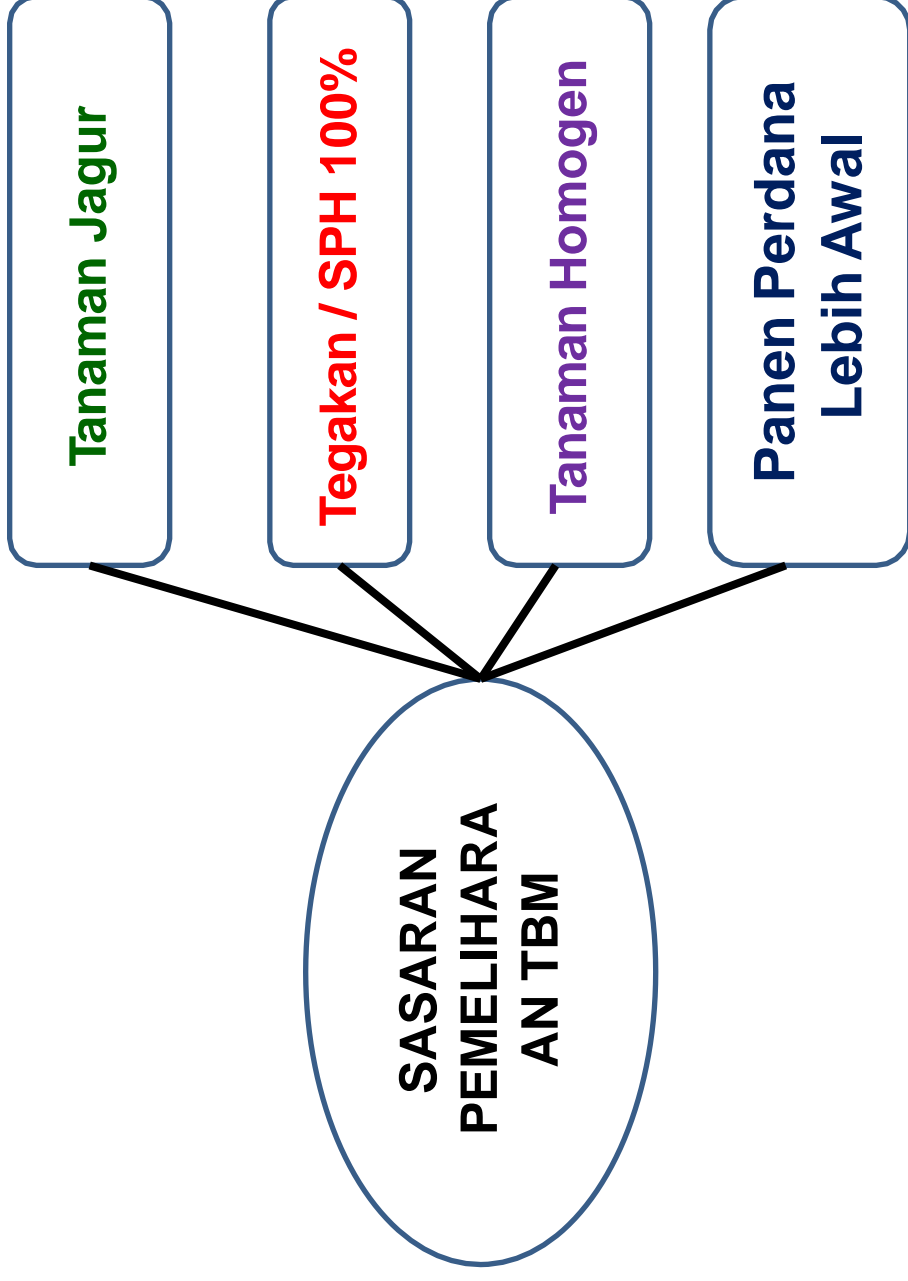 SASARAN
PEMELIHARA
AN TBM
Tanaman Jagur
Tegakan / SPH 100%
Tanaman Homogen
Panen Perdana
Lebih Awal